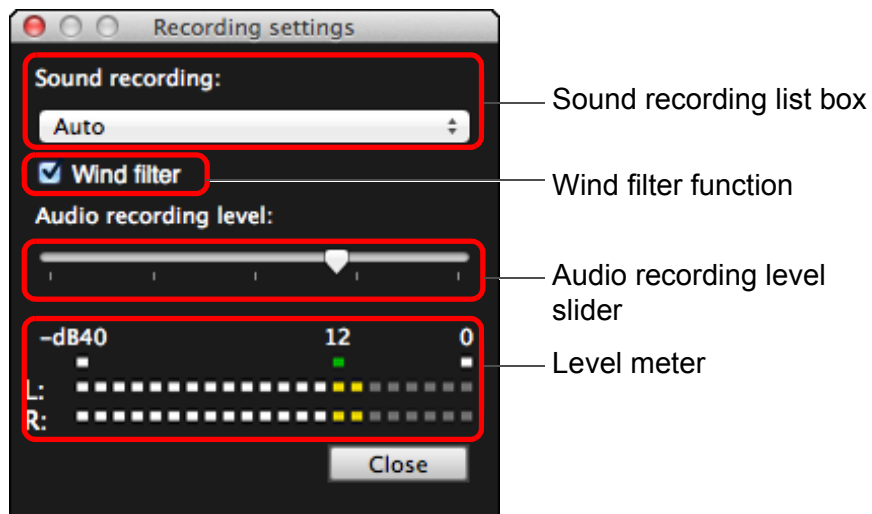 Recording settings
Sound recording:
Auto
Sound recording list box
Wind filter
Wind filter function
Audio recording level:
Audio recording level
slider
-dB40 12 0
Level meter
L:
R:
Close